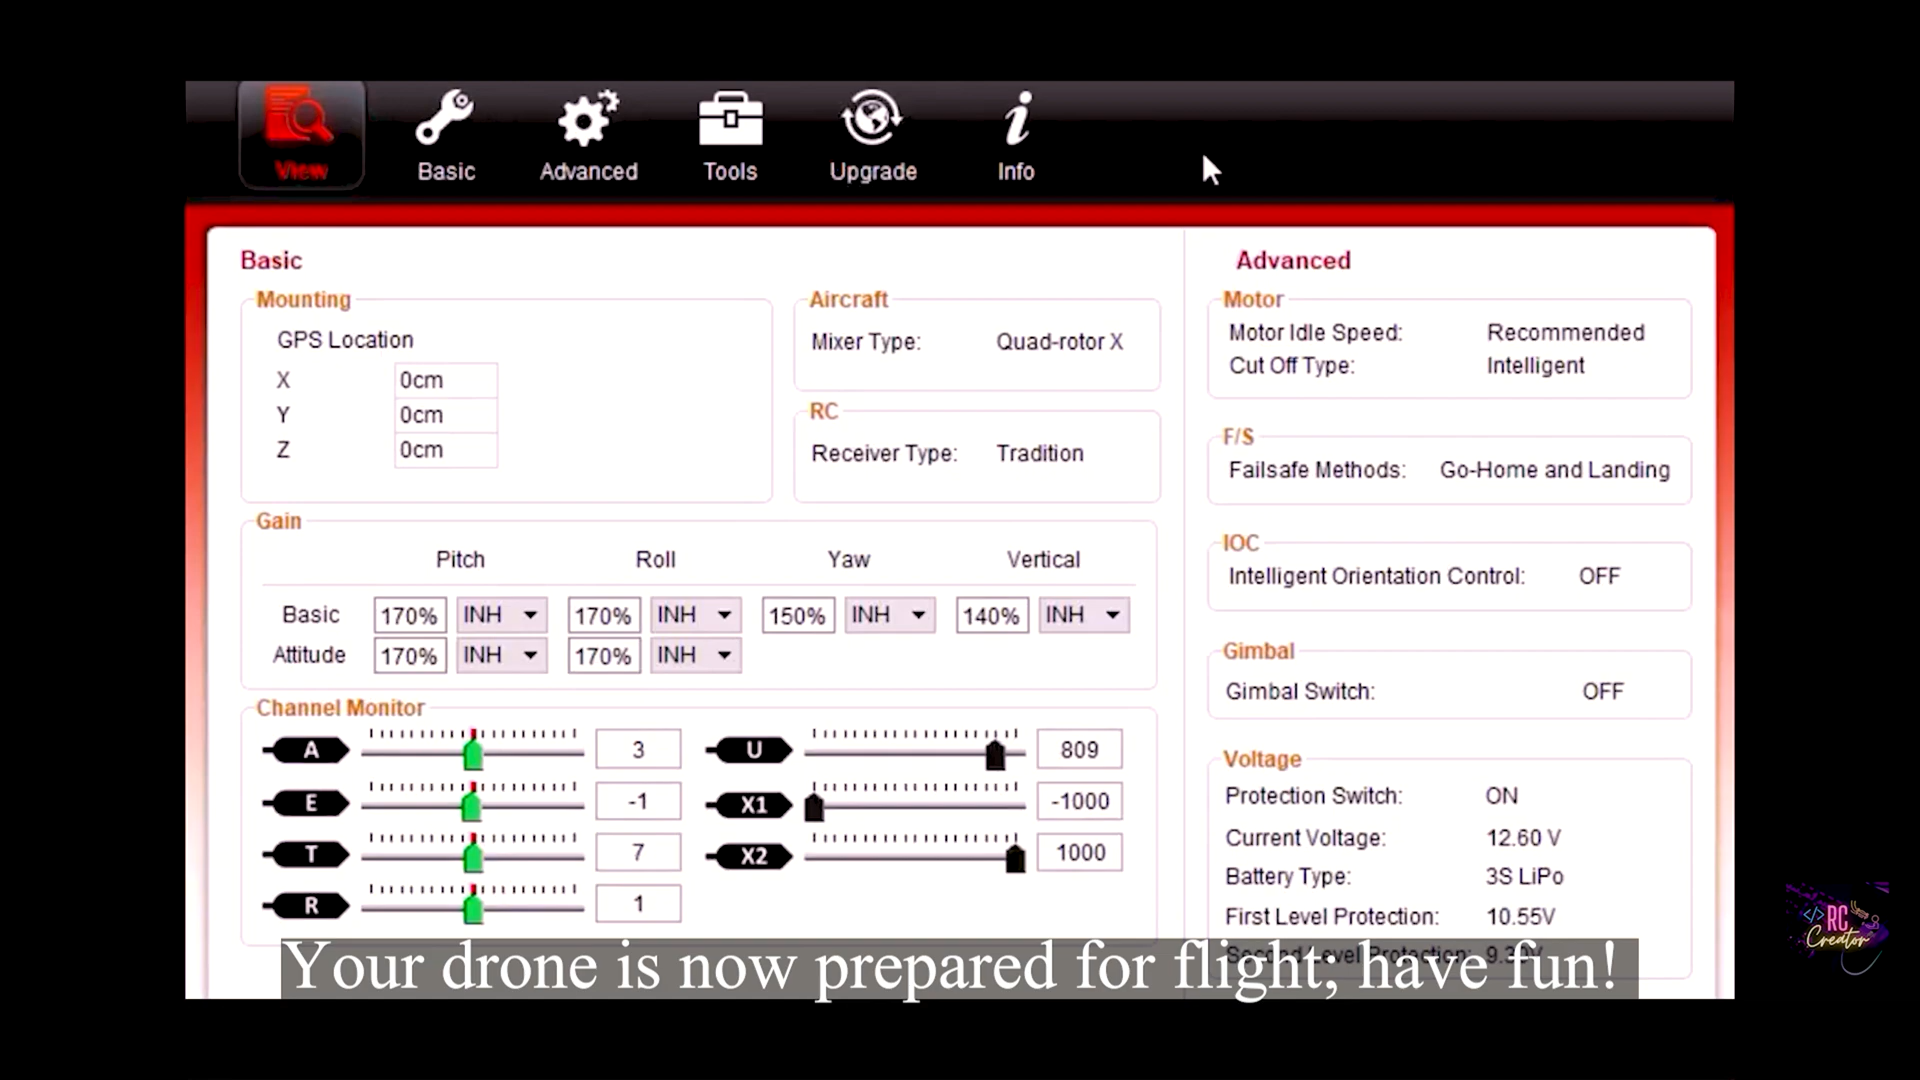 View Basic Advanced Tools Upgrade Info
Basic
Mounting
GPS Location
X 0cm
Y 0cm
Z 0cm
Aircraft
Mixer Type: Quad-rotor X
RC
Receiver Type: Tradition
Gain
Pitch Roll Yaw Vertical
Basic 170% INH 170% INH 150% INH 140% INH
Attitude 170% INH 170% INH
Channel Monitor
A 3 U 809
E -1 X1 -1000
T 7 X2 1000
R 1
Advanced
Motor
Motor Idle Speed: Recommended
Cut Off Type: Intelligent
F/S
Failsafe Methods: Go-Home and Landing
IOC
Intelligent Orientation Control: OFF
Gimbal
Gimbal Switch: OFF
Voltage
Protection Switch: ON
Current Voltage: 12.60 V
Battery Type: 3S LiPo
First Level Protection: 10.55V
Second Level Protection:
Your drone is now prepared for flight; have fun!
</>RC
Creator